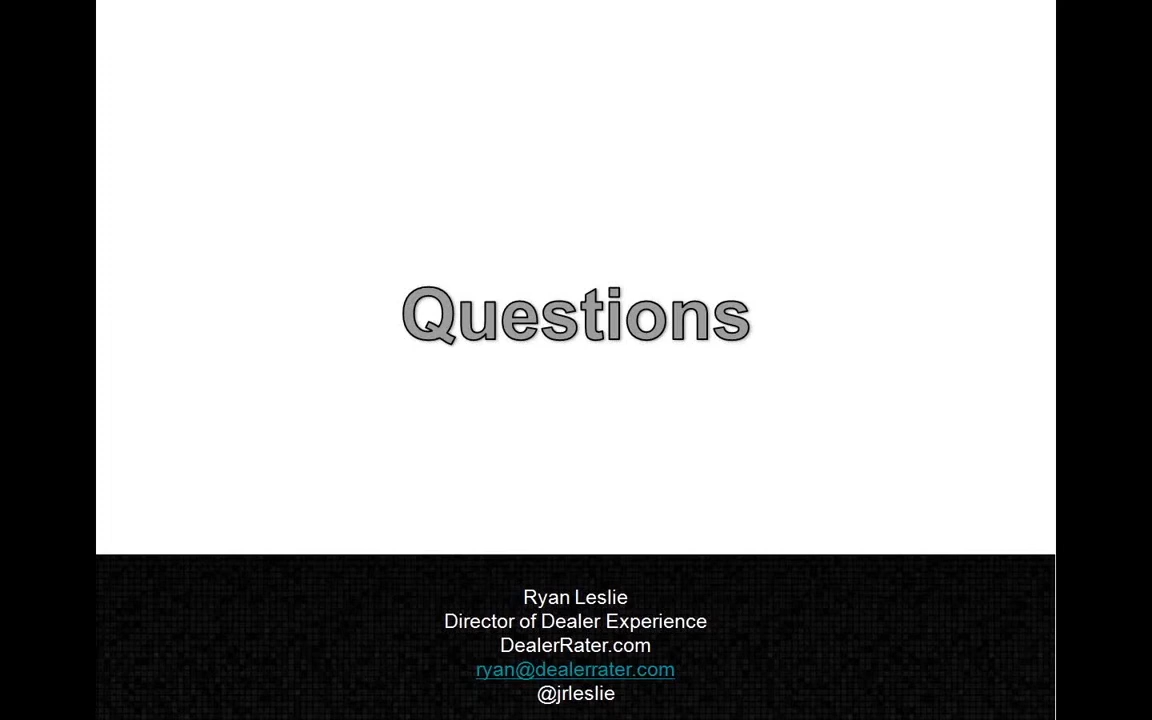 Questions
Ryan Leslie
Director of Dealer Experience
DealerRater.com
ryan@dealerrater.com
@jrleslie